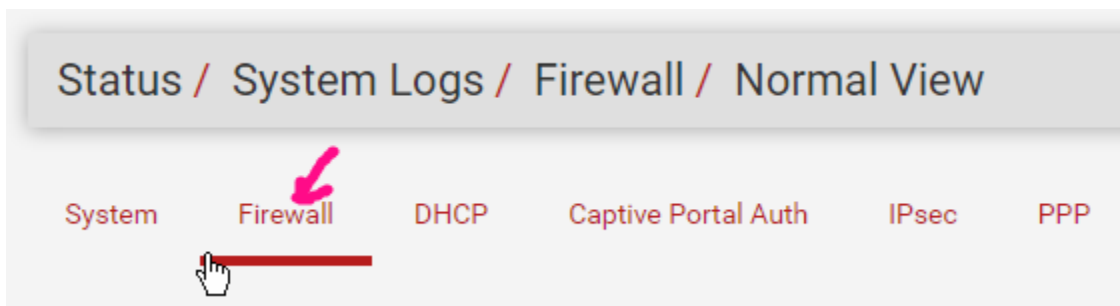 Status / System Logs / Firewall / Normal View
System Firewall DHCP Captive Portal Auth IPsec PPP